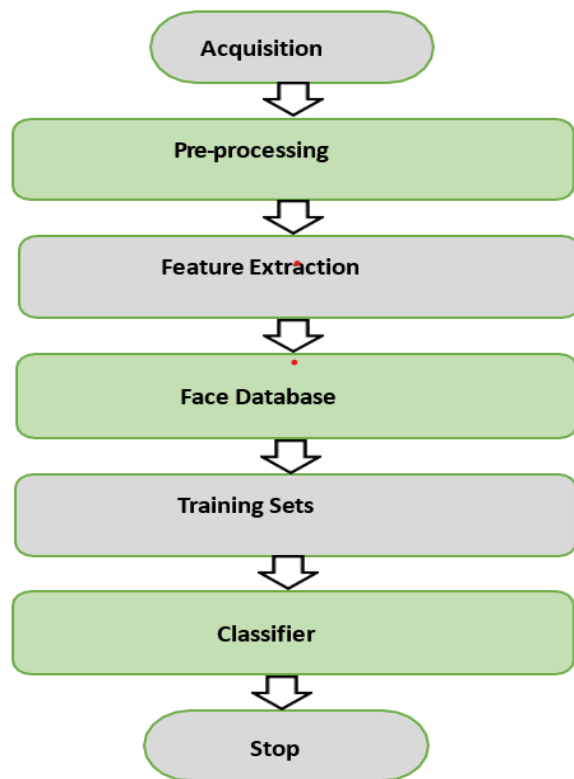 Acquisition
Pre-processing
Feature Extraction
Face Database
Training Sets
Classifier
Stop